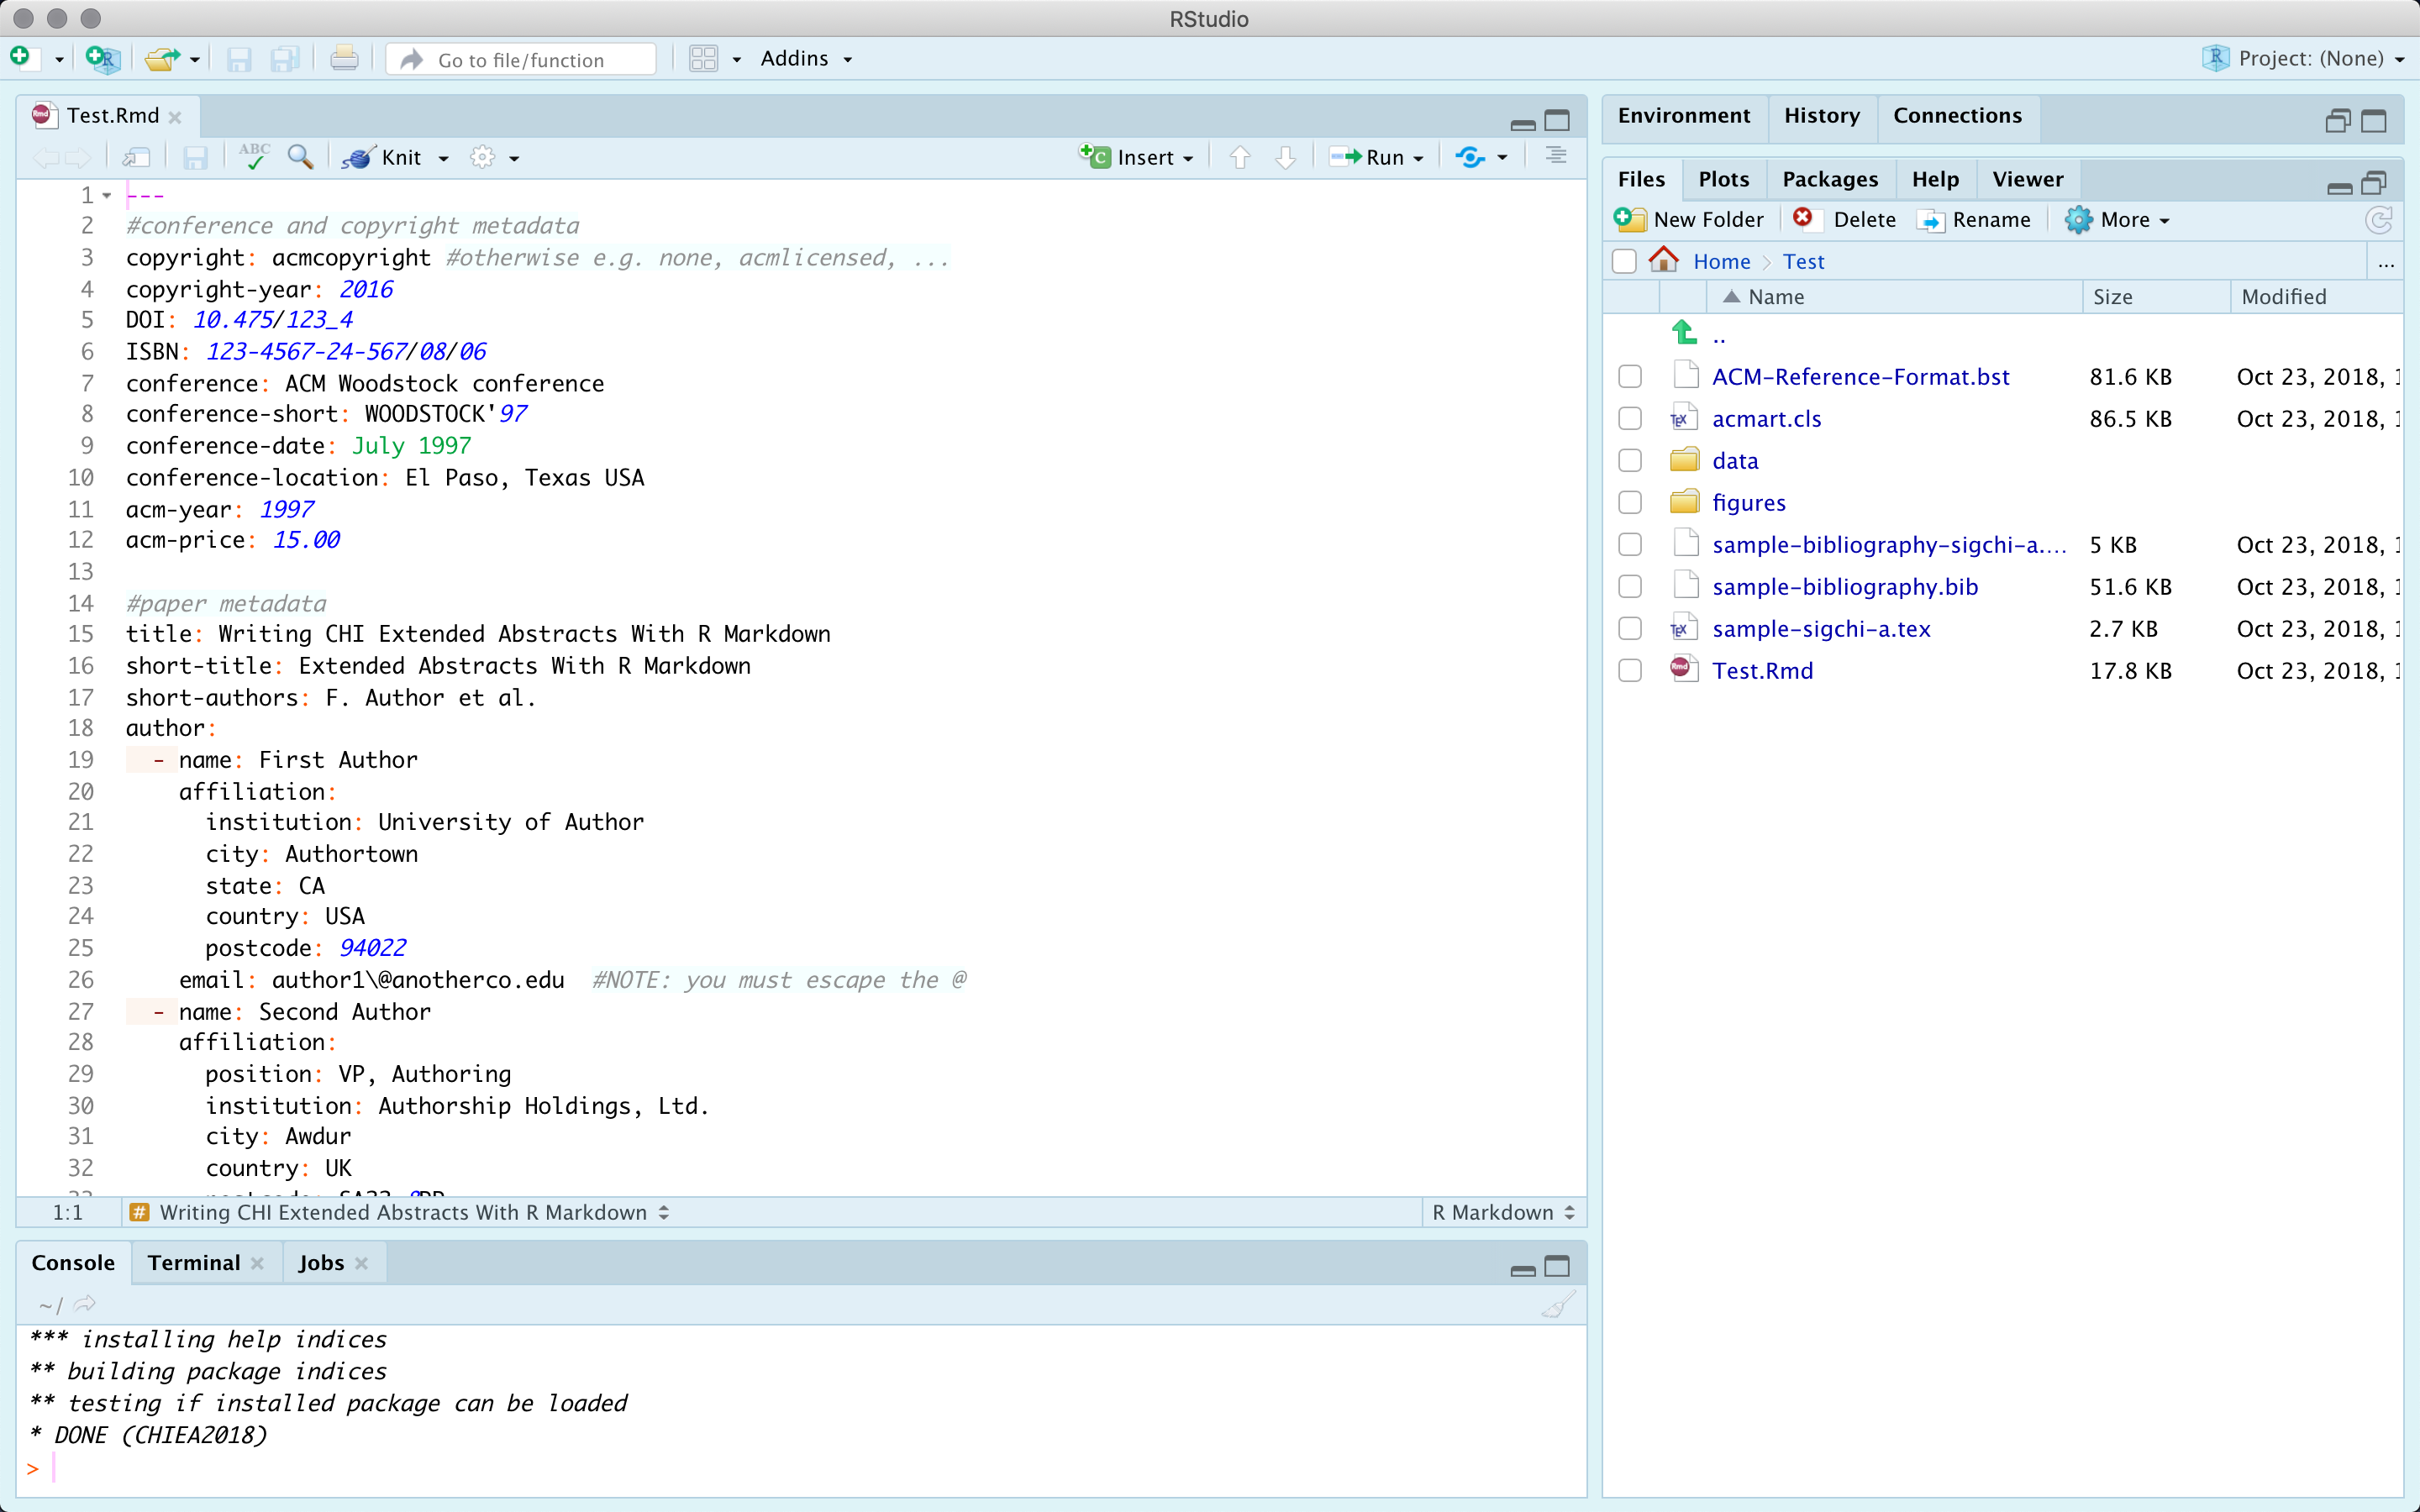 RStudio
Go to file/function
Addins
Project: (None)
Test.Rmd
ABC
Knit
Insert
Run
1 ---
2 #conference and copyright metadata
3 copyright: acmcopyright #otherwise e.g. none, acmlicensed, ...
4 copyright-year: 2016
5 DOI: 10.475/123_4
6 ISBN: 123-4567-24-567/08/06
7 conference: ACM Woodstock conference
8 conference-short: WOODSTOCK'97
9 conference-date: July 1997
10 conference-location: El Paso, Texas USA
11 acm-year: 1997
12 acm-price: 15.00
13
14 #paper metadata
15 title: Writing CHI Extended Abstracts With R Markdown
16 short-title: Extended Abstracts With R Markdown
17 short-authors: F. Author et al.
18 author:
19 - name: First Author
20 affiliation:
21 institution: University of Author
22 city: Authortown
23 state: CA
24 country: USA
25 postcode: 94022
26 email: author1\@anotherco.edu #NOTE: you must escape the @
27 - name: Second Author
28 affiliation:
29 position: VP, Authoring
30 institution: Authorship Holdings, Ltd.
31 city: Awdur
32 country: UK
1:1 # Writing CHI Extended Abstracts With R Markdown R Markdown
Console Terminal Jobs
~/
*** installing help indices
** building package indices
** testing if installed package can be loaded
* DONE (CHIEA2018)
>
Environment History Connections
Files Plots Packages Help Viewer
New Folder Delete Rename More
Home Test ...
Name Size Modified
..
ACM-Reference-Format.bst 81.6 KB Oct 23, 2018, 1
acmart.cls 86.5 KB Oct 23, 2018, 1
data
figures
sample-bibliography-sigchi-a.... 5 KB Oct 23, 2018, 1
sample-bibliography.bib 51.6 KB Oct 23, 2018, 1
sample-sigchi-a.tex 2.7 KB Oct 23, 2018, 1
Test.Rmd 17.8 KB Oct 23, 2018, 1